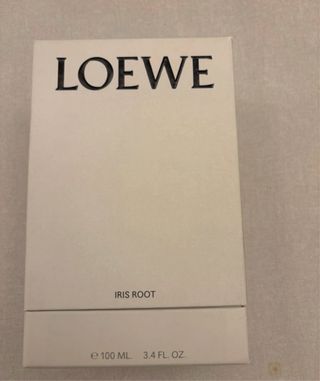 LOEWE
IRIS ROOT
℮ 100 ML. 3.4 FL. OZ.